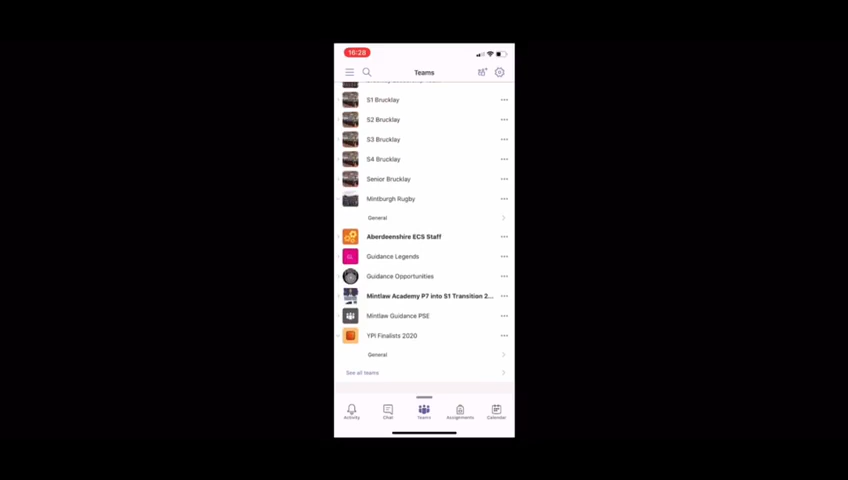 16:28
Teams
S1 Brucklay
S2 Brucklay
S3 Brucklay
S4 Brucklay
Senior Brucklay
Mintburgh Rugby
General
Aberdeenshire ECS Staff
GL
Guidance Legends
Guidance Opportunities
Mintlaw Academy P7 into S1 Transition 2...
Mintlaw Guidance PSE
YPI Finalists 2020
General
See all teams
Activity
Chat
Teams
Assignments
Calendar